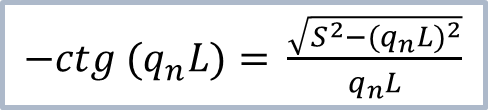 −ctg (qₙL) = √(S²−(qₙL)²) / qₙL